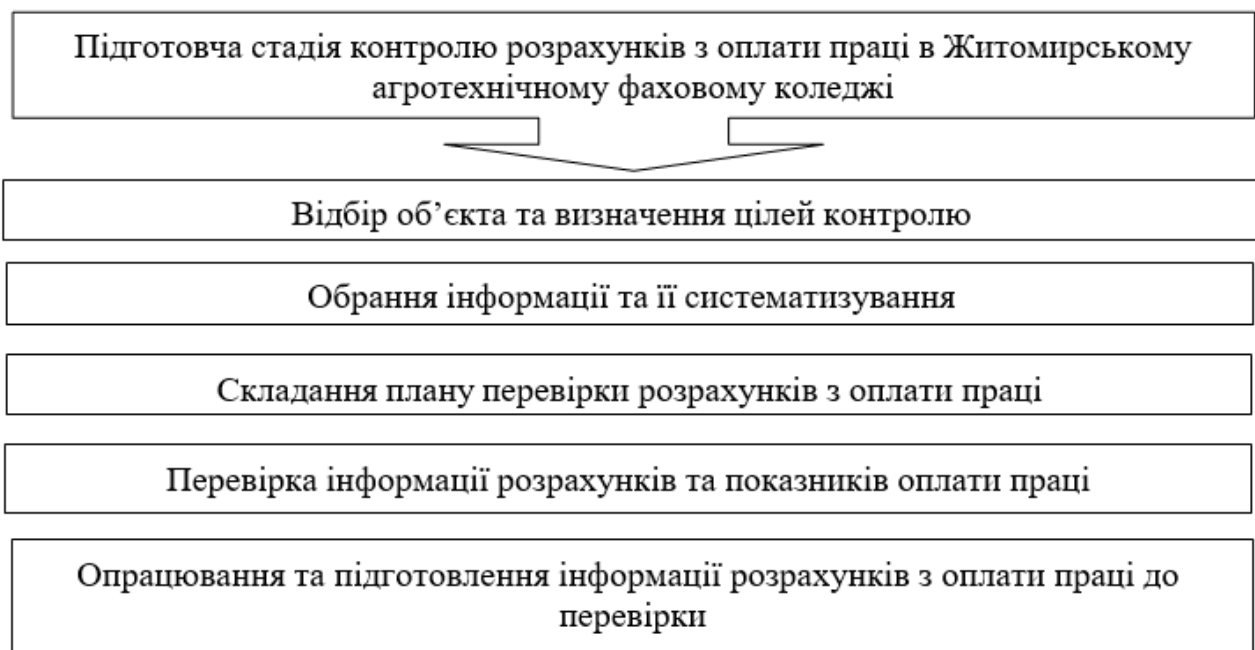 Підготовча стадія контролю розрахунків з оплати праці в Житомирському
агротехнічному фаховому коледжі
Відбір об’єкта та визначення цілей контролю
Обрання інформації та її систематизування
Складання плану перевірки розрахунків з оплати праці
Перевірка інформації розрахунків та показників оплати праці
Опрацювання та підготовлення інформації розрахунків з оплати праці до
перевірки